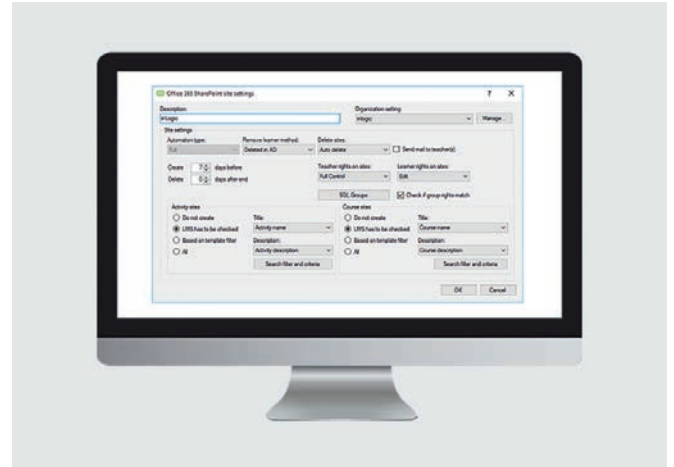 Office 365 SharePoint site settings ? X
Description: Organization setting:
inlogic inlogic Manage...
Site settings
Automation type: Remove learner method: Delete sites:
Full Deleted in AD Auto delete Send mail to teacher(s)
Create 7 days before Teacher rights on sites: Learner rights on sites:
Delete 0 days after end Full Control Edit
SQL Groups Check if group rights match
Activity sites Course sites
Do not create Title: Do not create Title:
LMS has to be checked Activity name LMS has to be checked Course name
Based on template filter Description: Based on template filter Description:
All Activity description All Course description
Search filter and criteria Search filter and criteria
OK Cancel